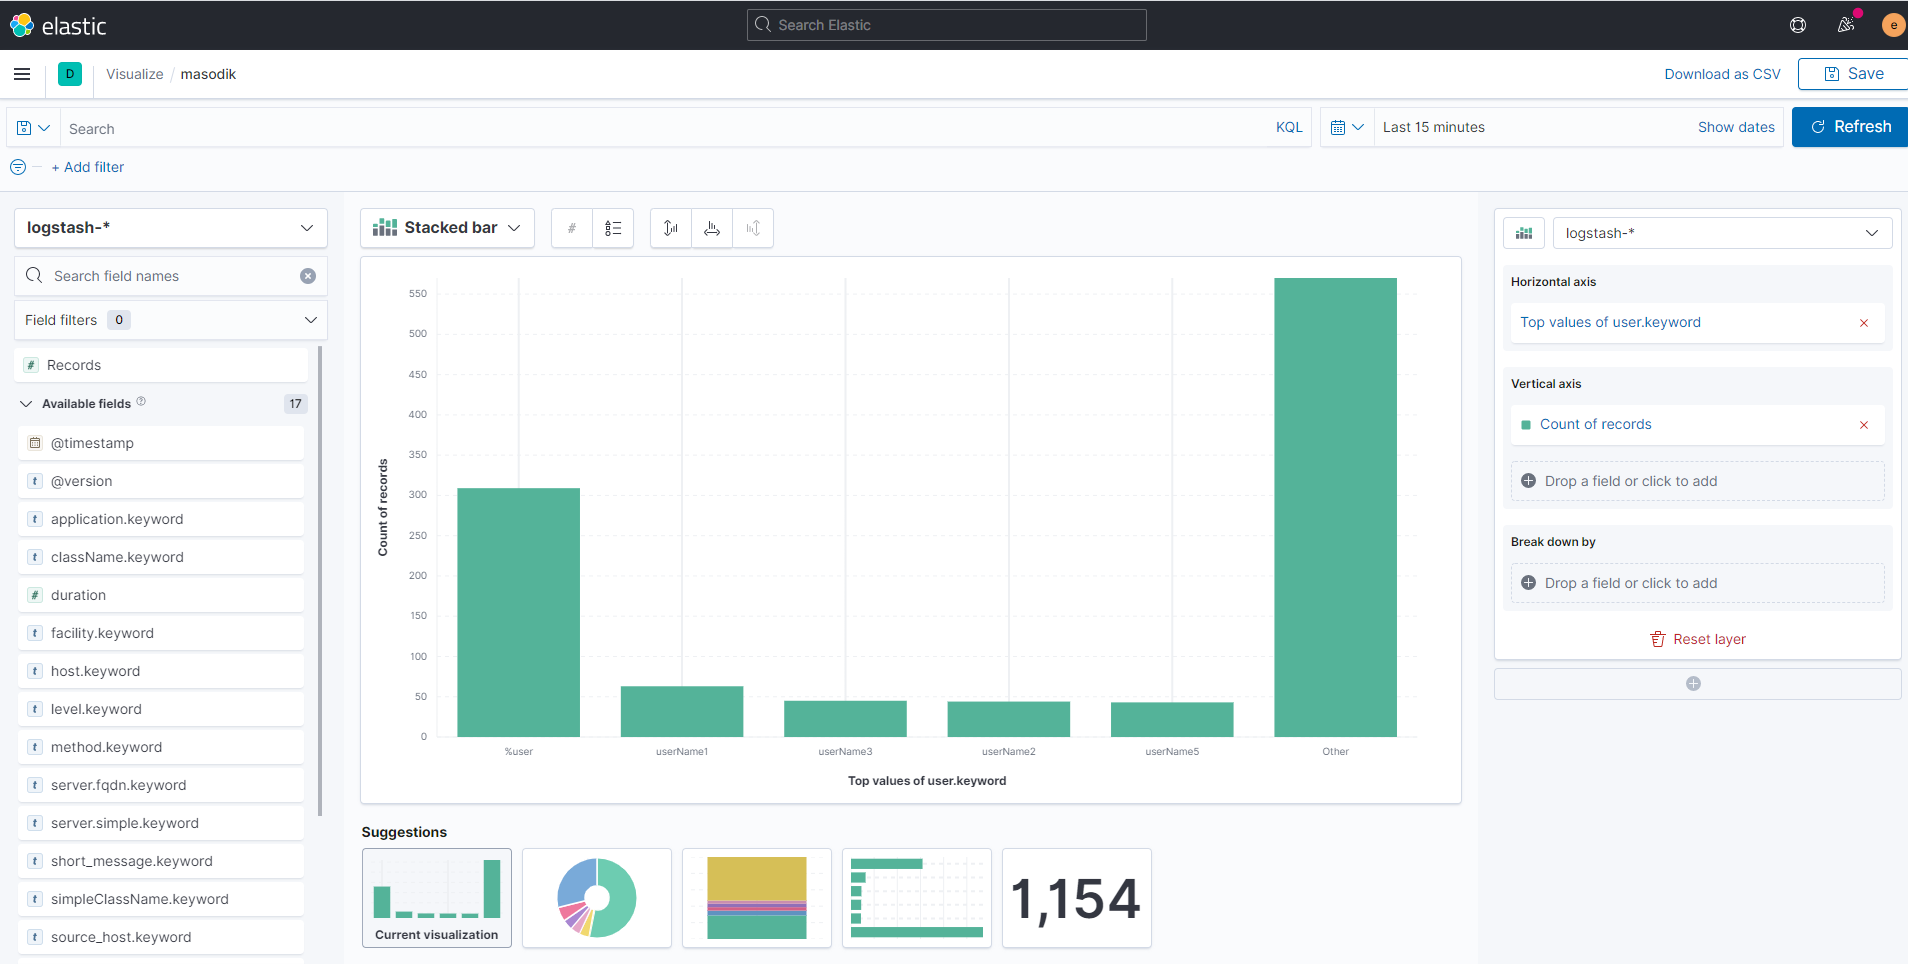 elastic
Search Elastic
e
D
Visualize / masodik
Download as CSV
Save
Search
KQL
Last 15 minutes
Show dates
Refresh
+ Add filter
logstash-*
Search field names
Field filters 0
# Records
Available fields ? 17
@timestamp
t @version
t application.keyword
t className.keyword
# duration
t facility.keyword
t host.keyword
t level.keyword
t method.keyword
t server.fqdn.keyword
t server.simple.keyword
t short_message.keyword
t simpleClassName.keyword
t source_host.keyword
Stacked bar
#
550
500
450
400
350
300
250
200
150
100
50
0
Count of records
%user
userName1
userName3
userName2
userName5
Other
Top values of user.keyword
Suggestions
Current visualization
1,154
logstash-*
Horizontal axis
Top values of user.keyword
Vertical axis
Count of records
Drop a field or click to add
Break down by
Drop a field or click to add
Reset layer